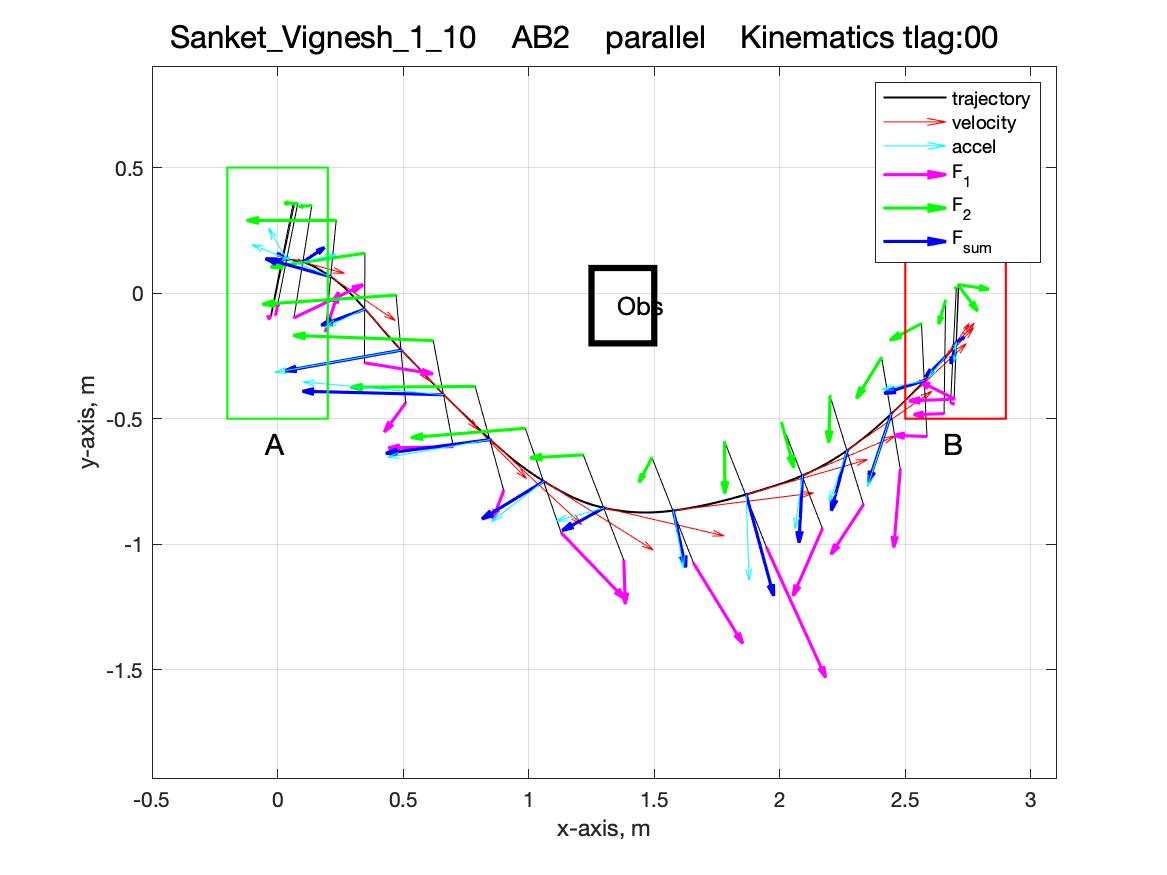 Sanket_Vignesh_1_10 AB2 parallel Kinematics tlag:00
trajectory
velocity
accel
F1
F2
Fsum
0.5
0
-0.5
-1
-1.5
y-axis, m
Obs
A
B
-0.5 0 0.5 1 1.5 2 2.5 3
x-axis, m